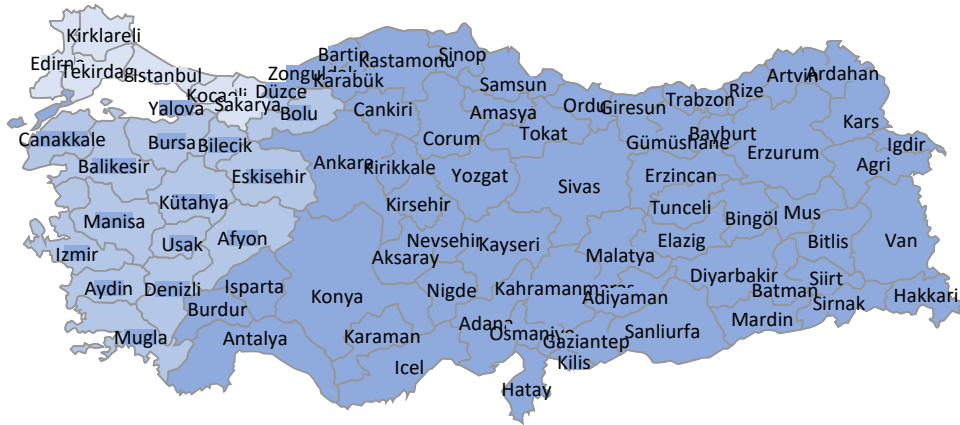 Kirklareli
Edirne
Tekirdag
Istanbul
Kocaeli
Sakarya
Düzce
Zonguldak
Bartin
Karabük
Kastamonu
Sinop
Samsun
Ordu
Giresun
Trabzon
Rize
Artvin
Ardahan
Yalova
Bolu
Cankiri
Amasya
Tokat
Corum
Gümüshane
Bayburt
Erzurum
Kars
Igdir
Agri
Canakkale
Balikesir
Bursa
Bilecik
Eskisehir
Ankara
Kirikkale
Yozgat
Sivas
Erzincan
Kütahya
Kirsehir
Tunceli
Bingöl
Mus
Manisa
Usak
Afyon
Nevsehir
Kayseri
Aksaray
Malatya
Elazig
Bitlis
Van
Izmir
Aydin
Denizli
Isparta
Burdur
Konya
Nigde
Kahramanmaras
Adiyaman
Diyarbakir
Batman
Siirt
Sirnak
Hakkari
Mugla
Antalya
Karaman
Adana
Osmaniye
Gaziantep
Sanliurfa
Mardin
Icel
Kilis
Hatay